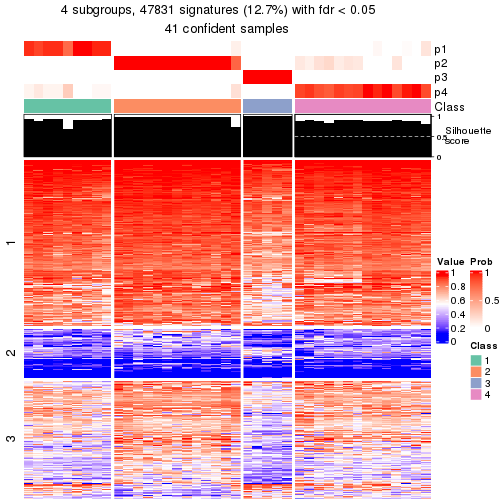 4 subgroups, 47831 signatures (12.7%) with fdr < 0.05
41 confident samples
p1
p2
p3
p4
Class
1
0.5
0
Silhouette
score
1
2
3
Value
1
0.8
0.6
0.4
0.2
0
Prob
1
0.5
0
Class
1
2
3
4